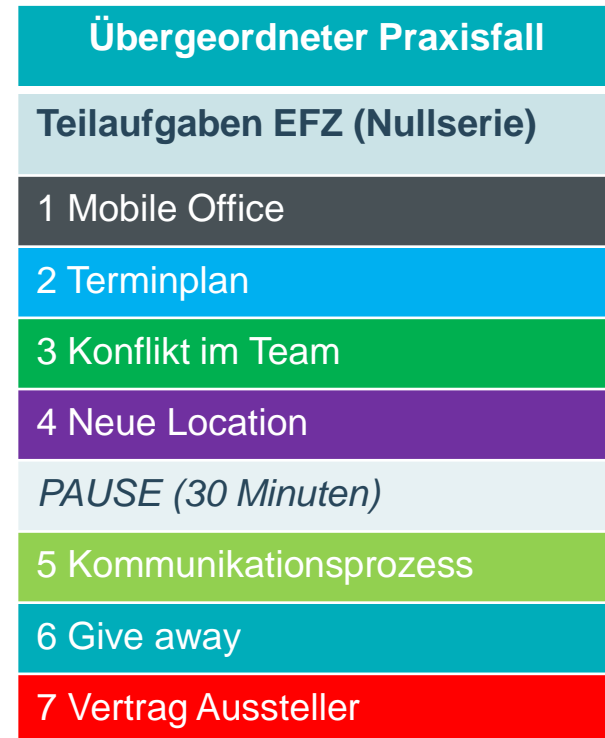 Übergeordneter Praxisfall
Teilaufgaben EFZ (Nullserie)
1 Mobile Office
2 Terminplan
3 Konflikt im Team
4 Neue Location
PAUSE (30 Minuten)
5 Kommunikationsprozess
6 Give away
7 Vertrag Aussteller